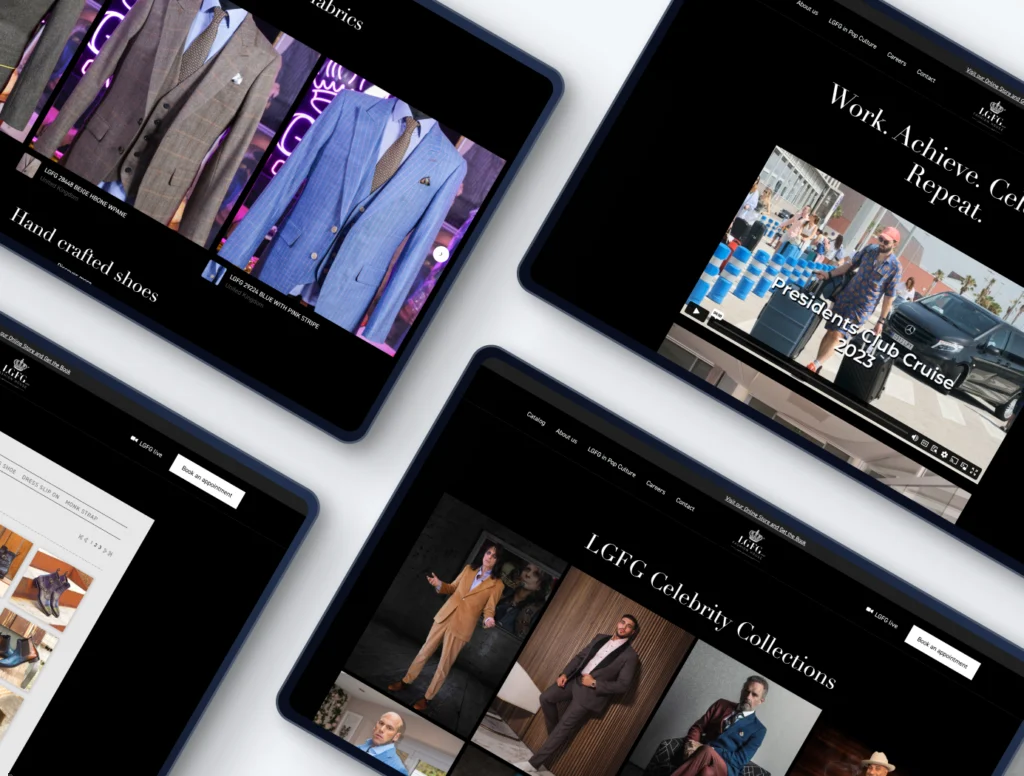 fabrics
LGFG 28448 BEIGE HBONE WPANE
United Kingdom
LGFG 29224 BLUE WITH PINK STRIPE
United Kingdom
Hand crafted shoes
About us
LGFG in Pop Culture
Careers
Contact
Visit our Online Store and G
LGFG
Work. Achieve. Cel
Repeat.
Presidents Club Cruise
2023
our Online Store and Get the Book
LGFG
LGFG live
Book an appointment
SHOE DRESS SLIP ON MONK STRAP
1 2 3
Catalog
About us
LGFG in Pop Culture
Careers
Contact
Visit our Online Store and Get the Book
LGFG
LGFG live
Book an appointment
LGFG Celebrity Collections